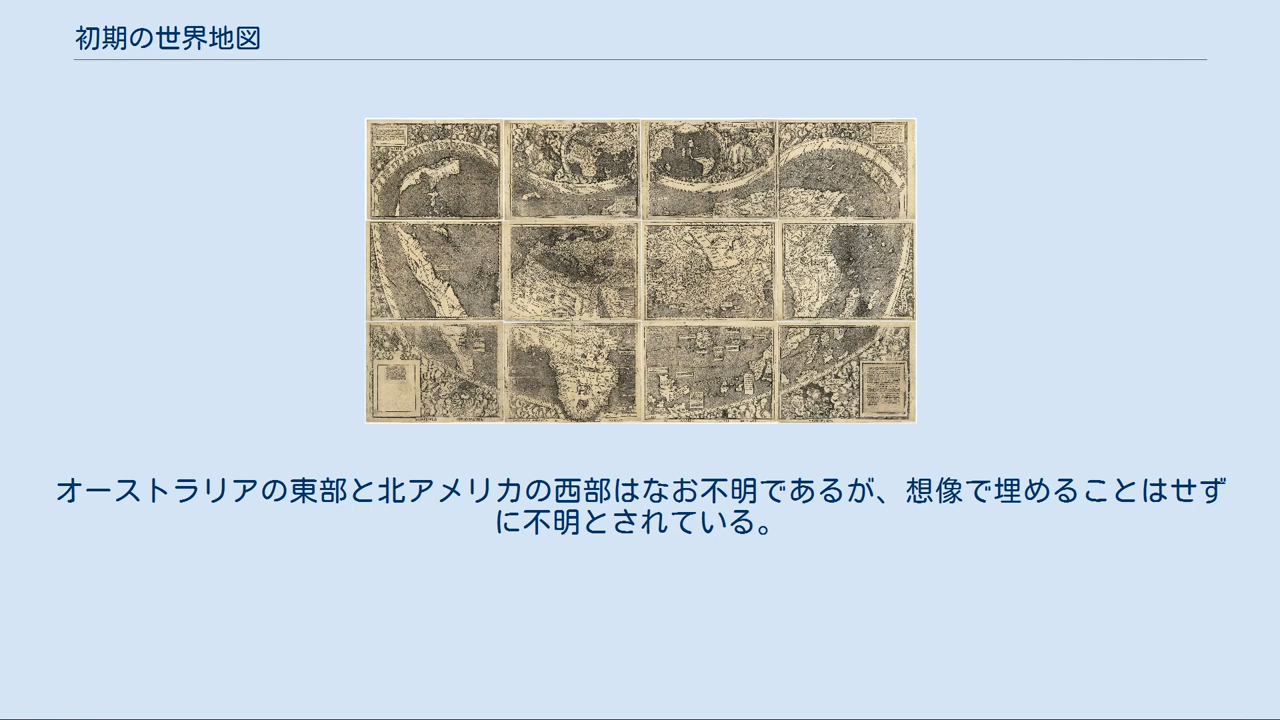 初期の世界地図
オーストラリアの東部と北アメリカの西部はなお不明であるが、想像で埋めることはせず
に不明とされている。